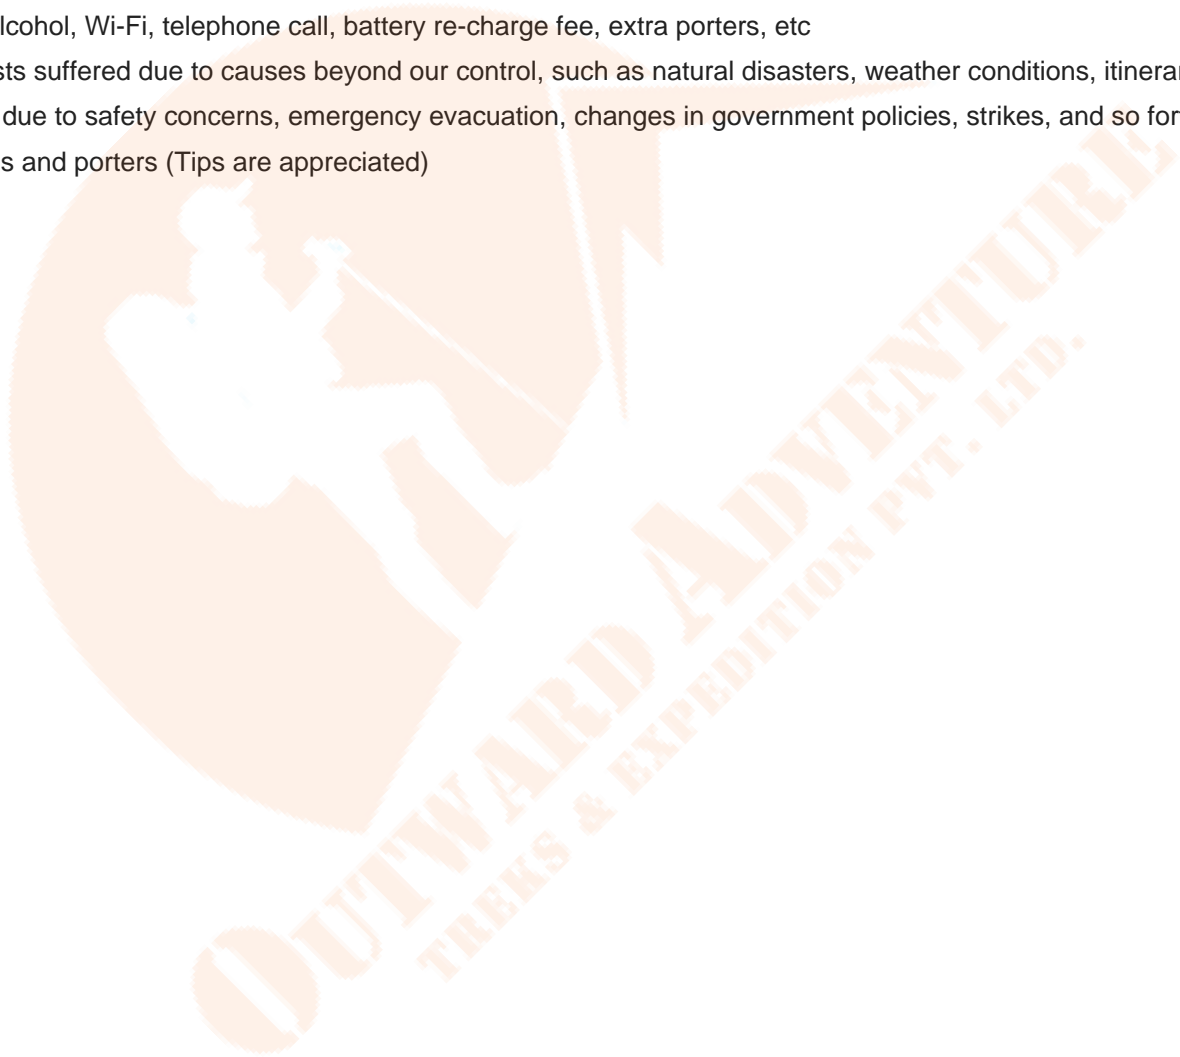 lcohol, Wi-Fi, telephone call, battery re-charge fee, extra porters, etc
sts suffered due to causes beyond our control, such as natural disasters, weather conditions, itinerar
due to safety concerns, emergency evacuation, changes in government policies, strikes, and so for
s and porters (Tips are appreciated)
OUTWARD ADVENTURE
TREKS & EXPEDITION PVT. LTD.